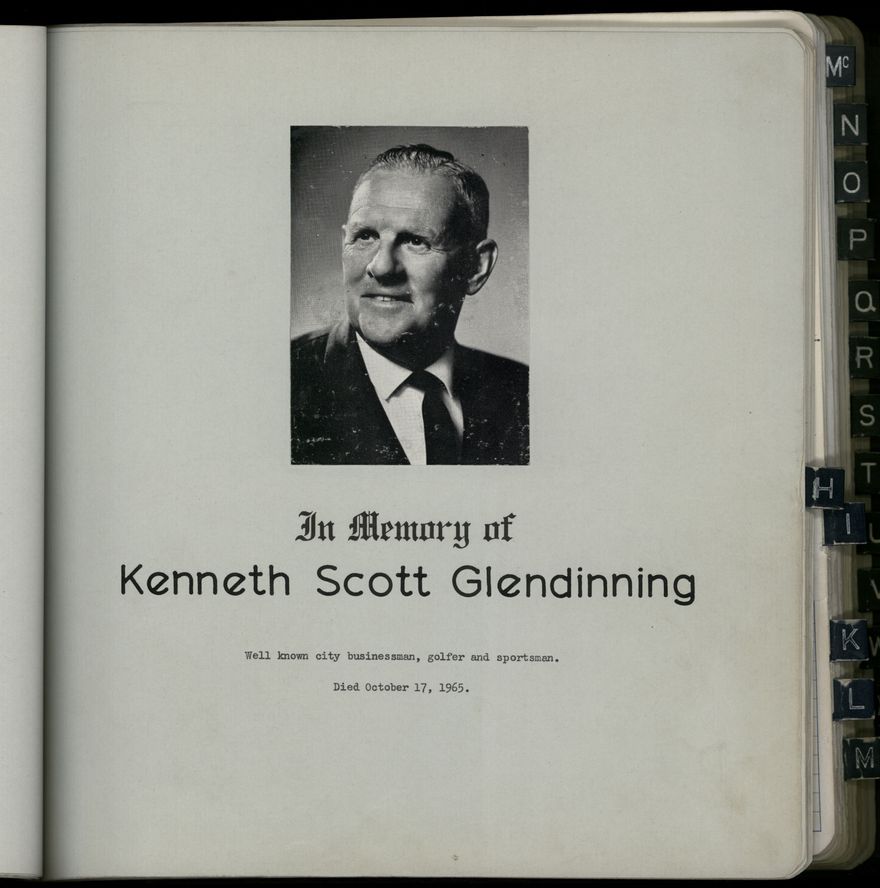 In Memory of
Kenneth Scott Glendinning
Well known city businessman, golfer and sportsman.
Died October 17, 1965.
Mc
N
O
P
Q
R
S
T
H
I
U
V
K
W
L
M